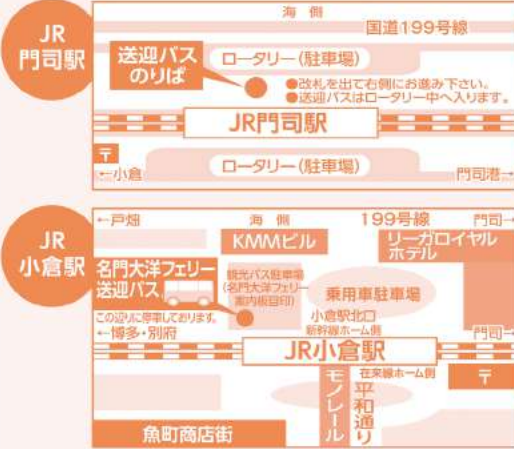 JR
門司駅
海側
国道199号線
送迎バス
のりば
ロータリー(駐車場)
●改札を出て右側にお進み下さい。
●送迎バスはロータリー中へ入ります。
JR門司駅
〒
←小倉
ロータリー(駐車場)
門司港→
JR
小倉駅
←戸畑
海側
199号線
門司→
KMMビル
リーガロイヤル
ホテル
名門大洋フェリー
送迎バス
観光バス駐車場
(名門大洋フェリー
案内板目印)
乗用車駐車場
この辺りに停車しております。
小倉駅北口
新幹線ホーム側
←博多・別府
門司→
JR小倉駅
在来線ホーム側
〒
モノレール
平和通り
魚町商店街